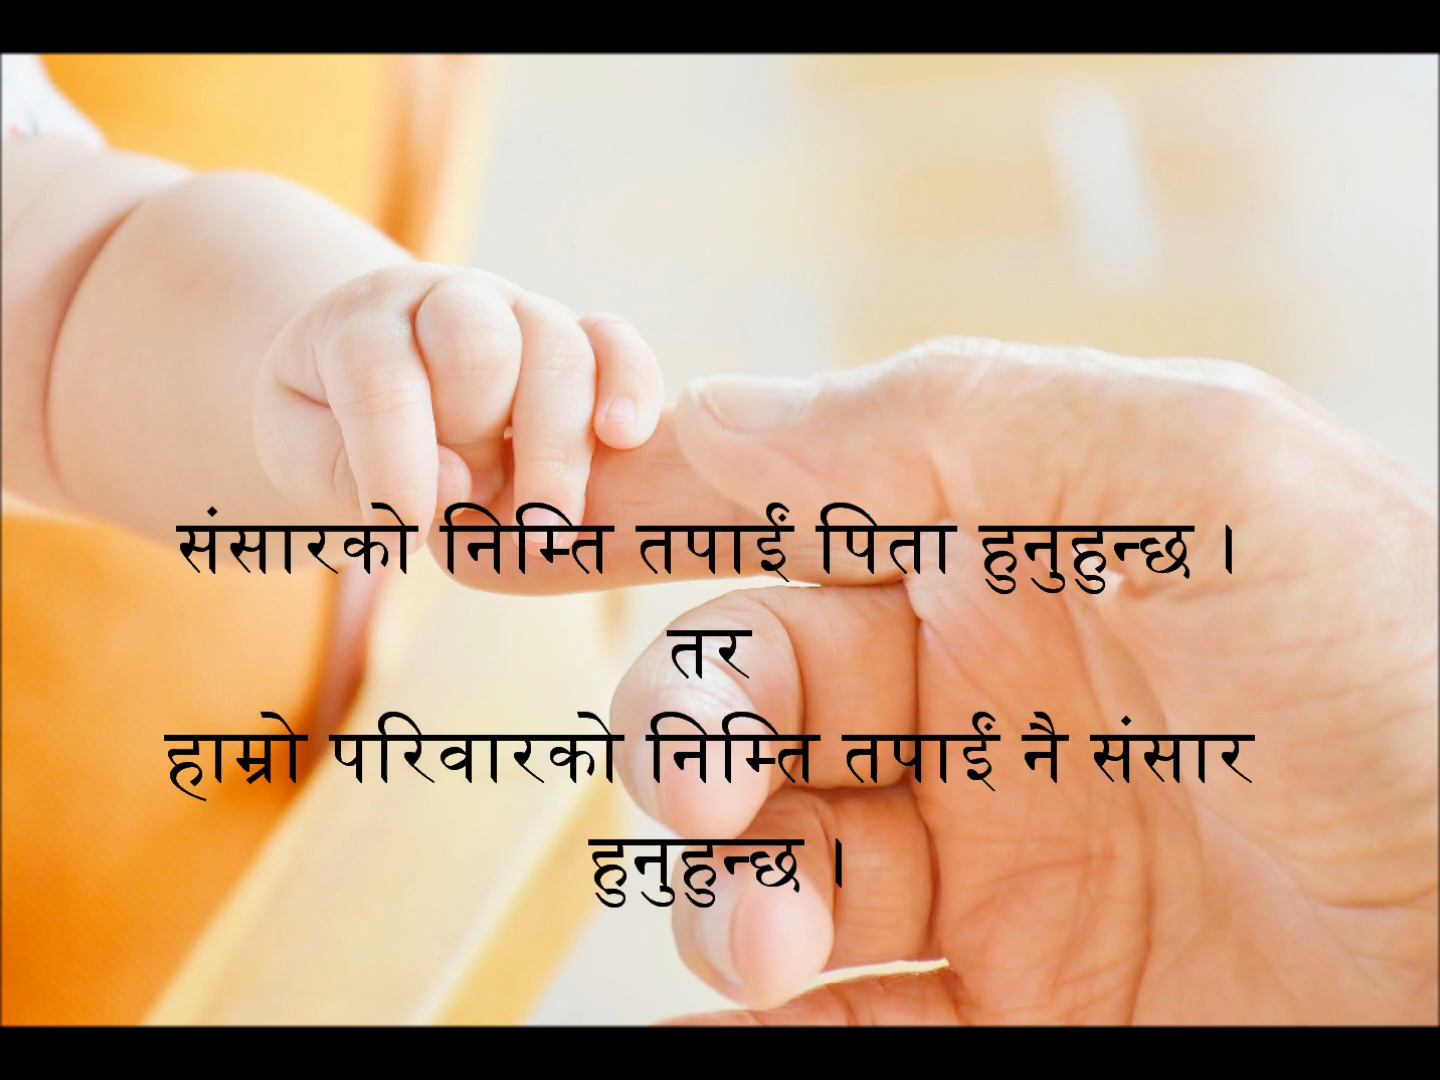 संसारको निम्ति तपाईं पिता हुनुहुन्छ ।
तर
हाम्रो परिवारको निम्ति तपाईं नै संसार
हुनुहुन्छ ।